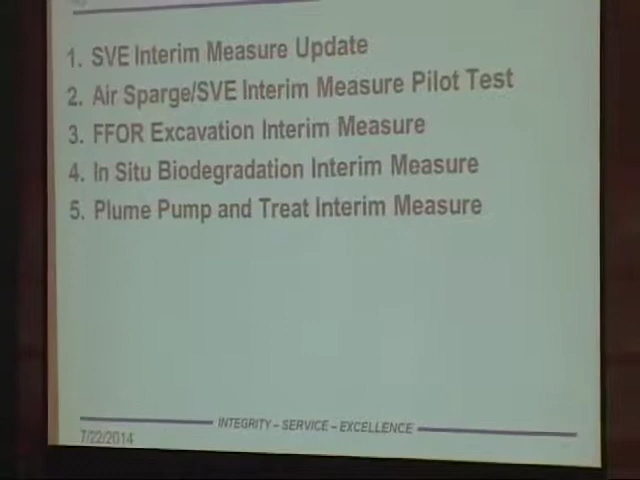 1. SVE Interim Measure Update
2. Air Sparge/SVE Interim Measure Pilot Test
3. FFOR Excavation Interim Measure
4. In Situ Biodegradation Interim Measure
5. Plume Pump and Treat Interim Measure
INTEGRITY – SERVICE – EXCELLENCE
7/22/2014